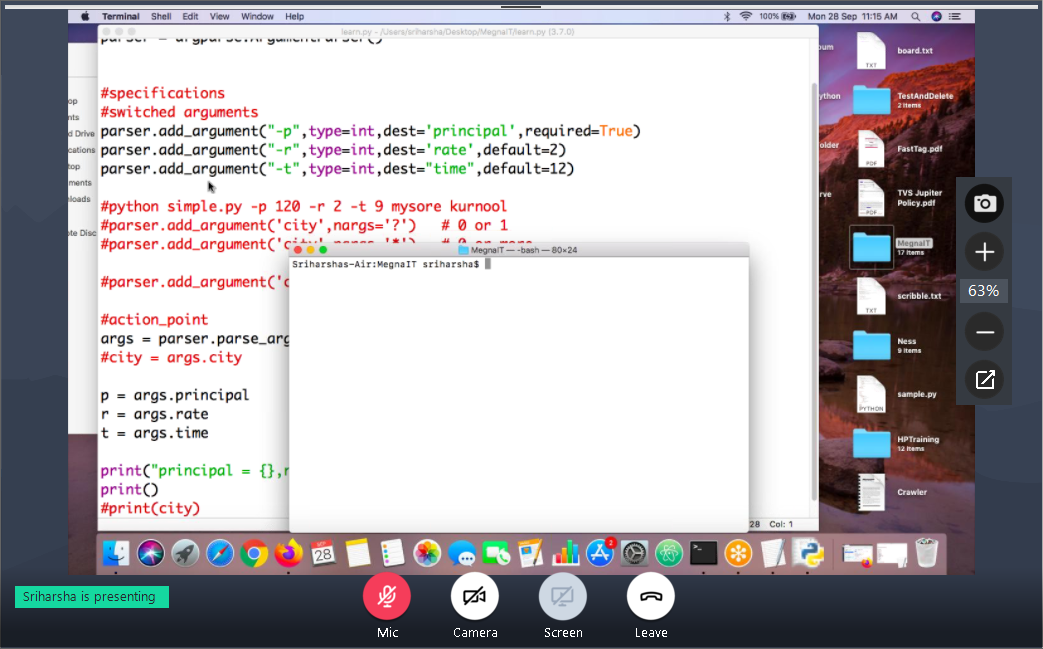 Terminal Shell Edit View Window Help 100% Mon 28 Sep 11:15 AM
learn.py - /Users/sriharsha/Desktop/MegnaIT/learn.py (3.7.0)
parser = argparse.ArgumentParser()
#specifications
#switched arguments
parser.add_argument("-p",type=int,dest='principal',required=True)
parser.add_argument("-r",type=int,dest='rate',default=2)
parser.add_argument("-t",type=int,dest="time",default=12)
#python simple.py -p 120 -r 2 -t 9 mysore kurnool
#parser.add_argument('city',nargs='?') # 0 or 1
#parser.add_argument('city',nargs='*') # 0 or more
#parser.add_argument('c
#action_point
args = parser.parse_arg
#city = args.city
p = args.principal
r = args.rate
t = args.time
print("principal = {},r
print()
#print(city)
28 Col: 1
MegnaIT — -bash — 80×24
Sriharshas-Air:MegnaIT sriharsha$
op
nts
d Drive
cations
top
ments
loads
ote Disc
oum
ython
older
rve
TXT
board.txt
TestAndDelete
2 items
PDF
FastTag.pdf
PDF
TVS Jupiter
Policy.pdf
MegnaIT
17 items
TXT
scribble.txt
Ness
9 items
PYTHON
sample.py
HPTraining
12 items
Crawler
63%
SEP
28
2
Sriharsha is presenting
Mic
Camera
Screen
Leave